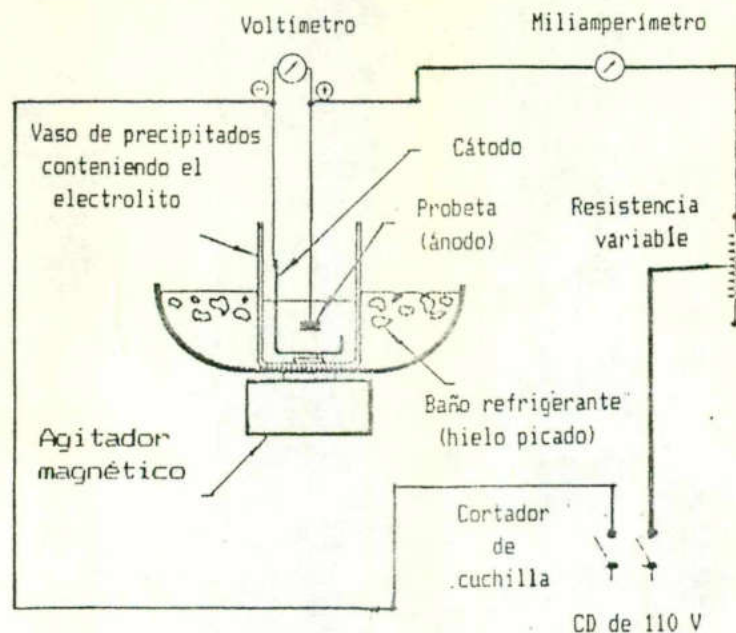 Voltímetro
Miliamperímetro
Vaso de precipitados
conteniendo el
electrolito
Cátodo
Probeta
(ánodo)
Resistencia
variable
Baño refrigerante
(hielo picado)
Agitador
magnético
Cortador
de
cuchilla
CD de 110 V